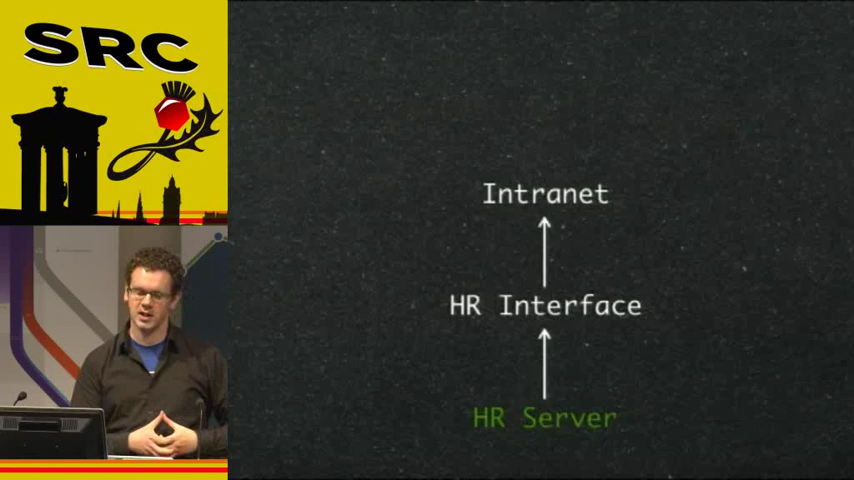 SRC
Intranet
HR Interface
HR Server